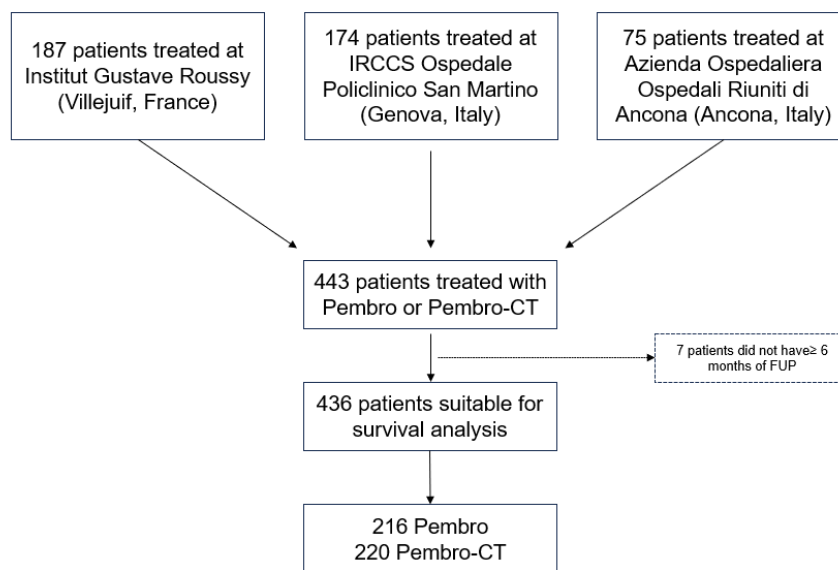 187 patients treated at
Institut Gustave Roussy
(Villejuif, France)
174 patients treated at
IRCCS Ospedale
Policlinico San Martino
(Genova, Italy)
75 patients treated at
Azienda Ospedaliera
Ospedali Riuniti di
Ancona (Ancona, Italy)
443 patients treated with
Pembro or Pembro-CT
7 patients did not have≥ 6
months of FUP
436 patients suitable for
survival analysis
216 Pembro
220 Pembro-CT